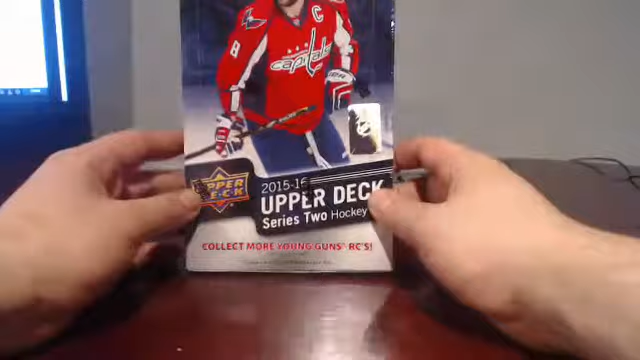 C
8
capitals
UPPER
DECK
2015-16
UPPER DECK
Series Two Hockey
COLLECT MORE YOUNG GUNS® RC'S!